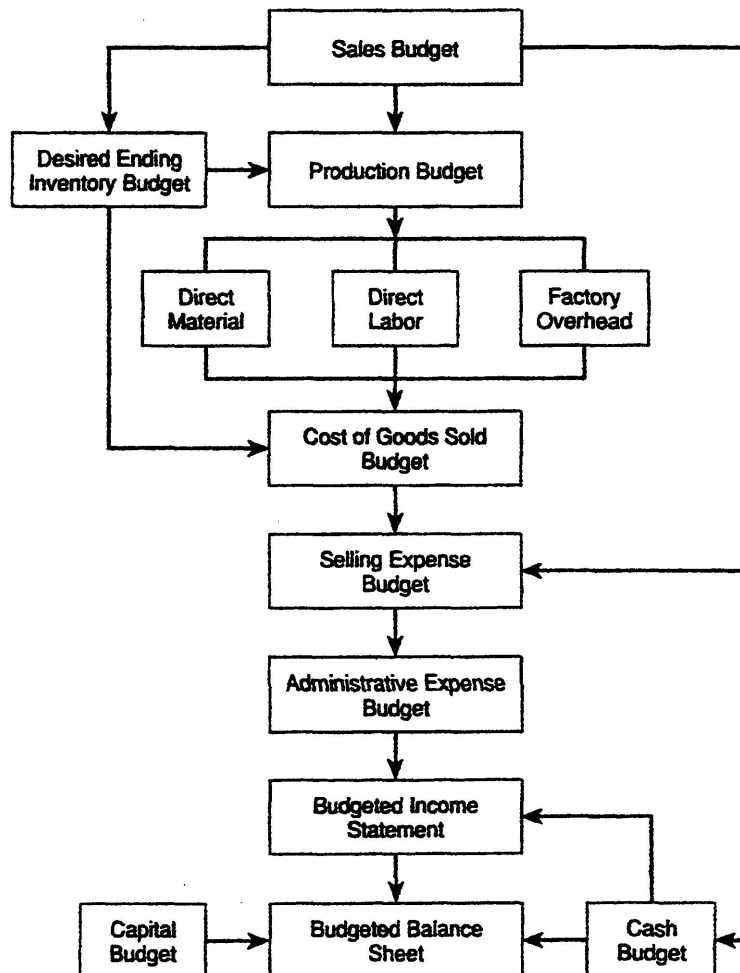 Sales Budget
Desired Ending
Inventory Budget
Production Budget
Direct
Material
Direct
Labor
Factory
Overhead
Cost of Goods Sold
Budget
Selling Expense
Budget
Administrative Expense
Budget
Budgeted Income
Statement
Capital
Budget
Budgeted Balance
Sheet
Cash
Budget